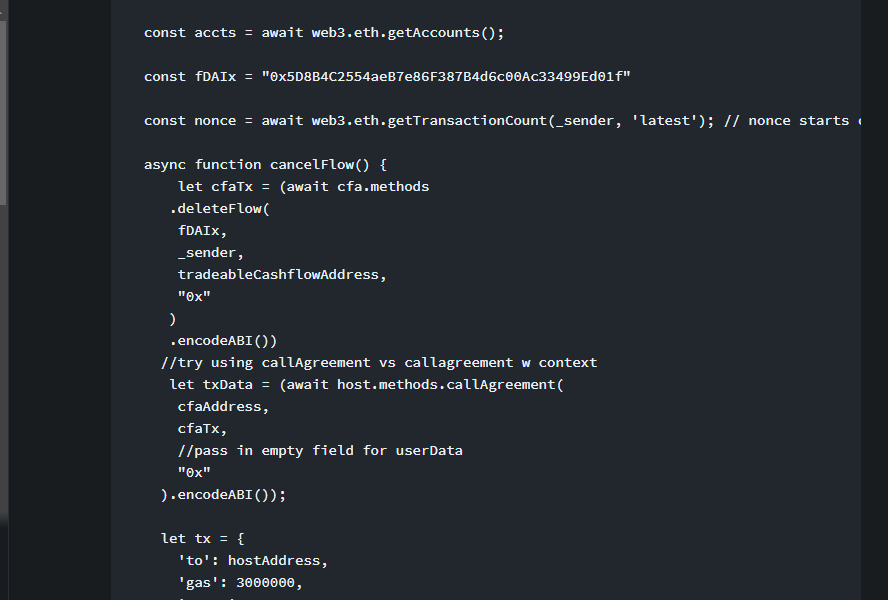 const accts = await web3.eth.getAccounts();
const fDAIx = "0x5D8B4C2554aeB7e86F387B4d6c00Ac33499Ed01f"
const nonce = await web3.eth.getTransactionCount(_sender, 'latest'); // nonce starts
async function cancelFlow() {
let cfaTx = (await cfa.methods
.deleteFlow(
fDAIx,
_sender,
tradeableCashflowAddress,
"0x"
)
.encodeABI())
//try using callAgreement vs callagreement w context
let txData = (await host.methods.callAgreement(
cfaAddress,
cfaTx,
//pass in empty field for userData
"0x"
).encodeABI());
let tx = {
'to': hostAddress,
'gas': 3000000,